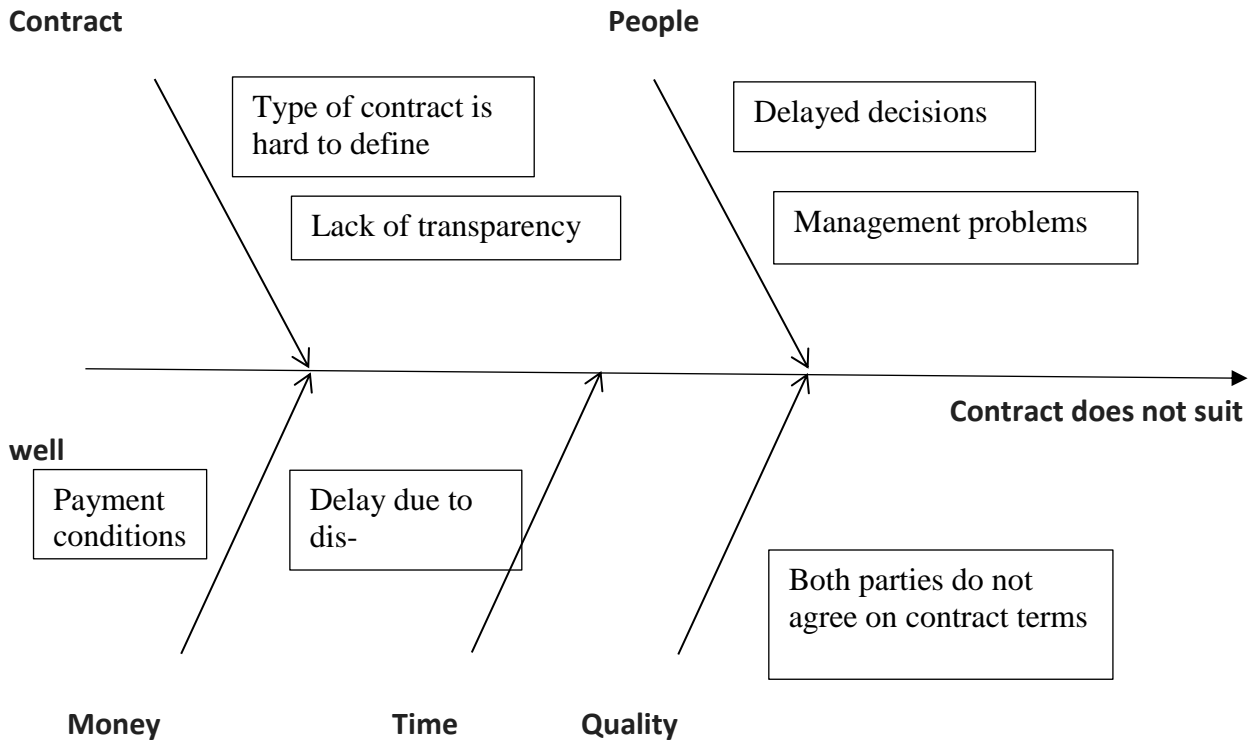 Contract
People
Type of contract is
hard to define
Delayed decisions
Lack of transparency
Management problems
Contract does not suit
well
Payment
conditions
Delay due to
dis-
Both parties do not
agree on contract terms
Money
Time
Quality